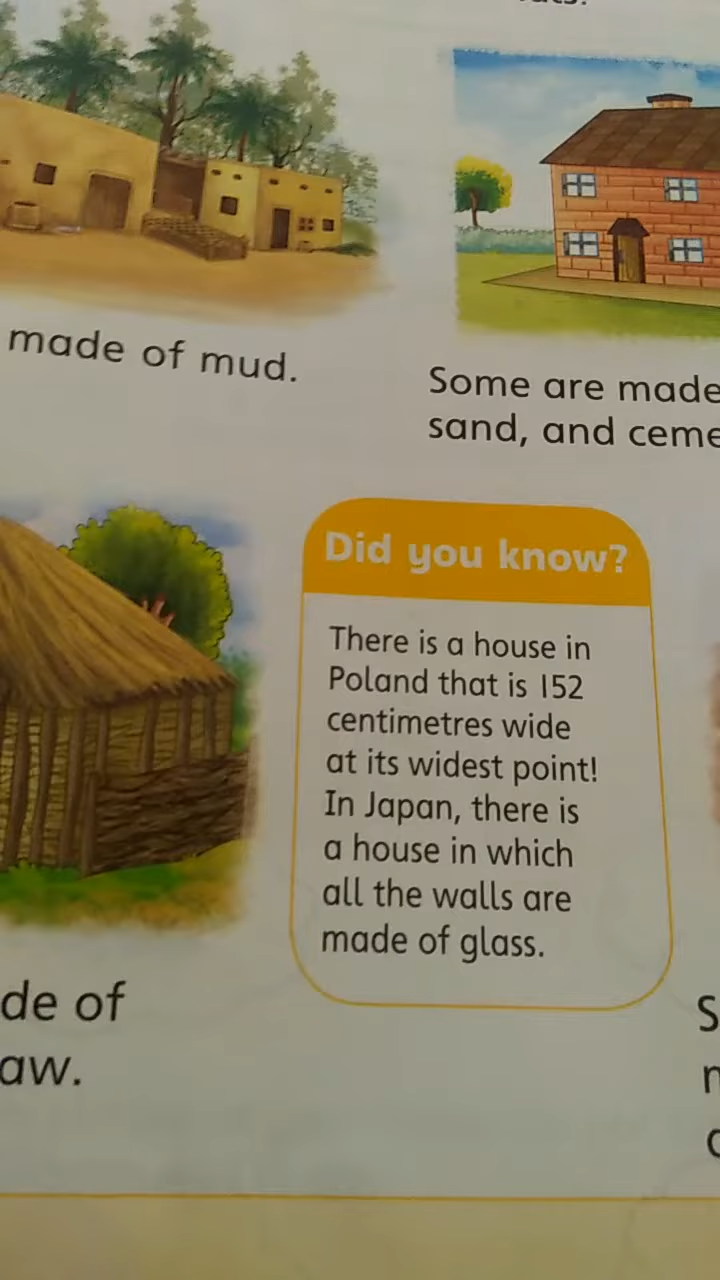 made of mud.
Some are made
sand, and ceme
Did you know?
There is a house in
Poland that is 152
centimetres wide
at its widest point!
In Japan, there is
a house in which
all the walls are
made of glass.
de of
aw.